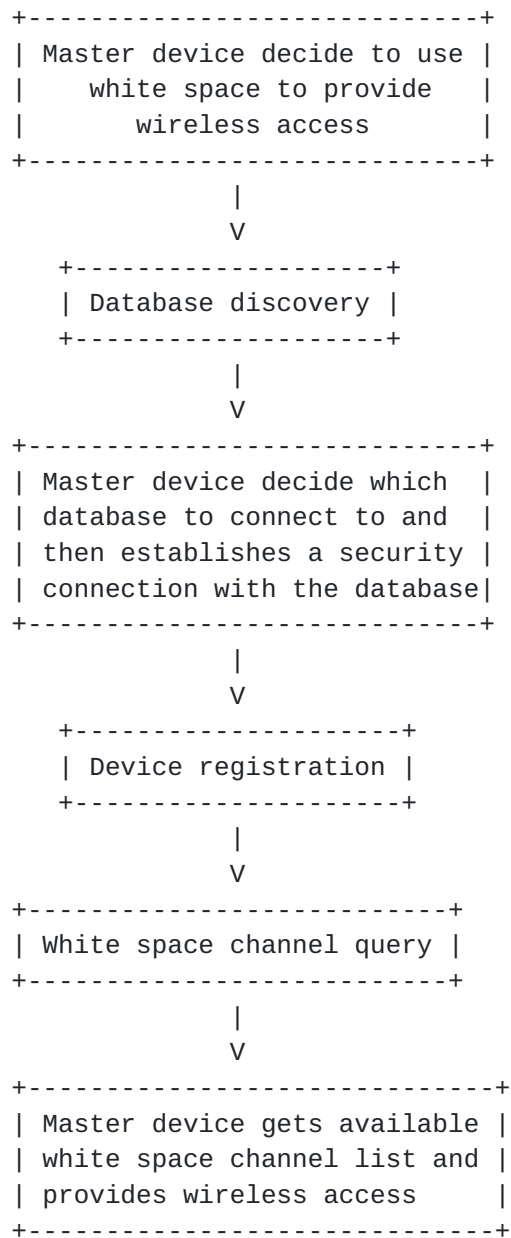 +-----------------------------+
| Master device decide to use |
|    white space to provide   |
|       wireless access       |
+-----------------------------+
              |
              V
   +--------------------+
   | Database discovery |
   +--------------------+
              |
              V
+-----------------------------+
| Master device decide which  |
| database to connect to and  |
| then establishes a security |
| connection with the database|
+-----------------------------+
              |
              V
   +---------------------+
   | Device registration |
   +---------------------+
              |
              V
+---------------------------+
| White space channel query |
+---------------------------+
              |
              V
+------------------------------+
| Master device gets available |
| white space channel list and |
| provides wireless access     |
+------------------------------+